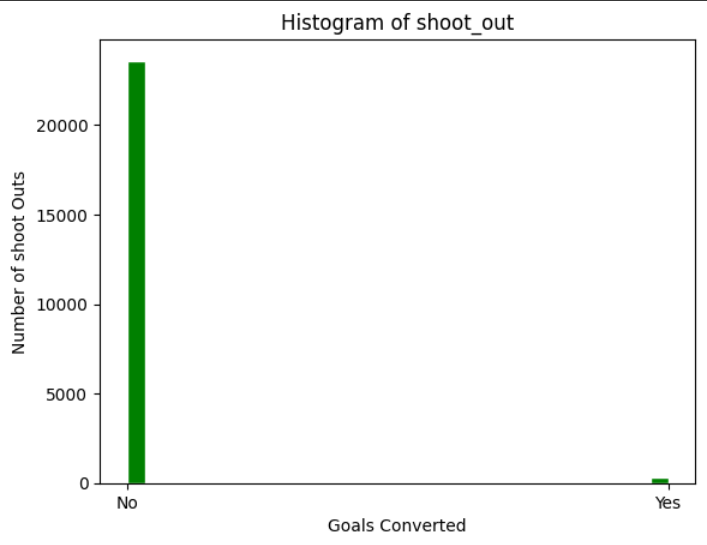 Histogram of shoot_out
Number of shoot Outs
20000
15000
10000
5000
0
No Yes
Goals Converted